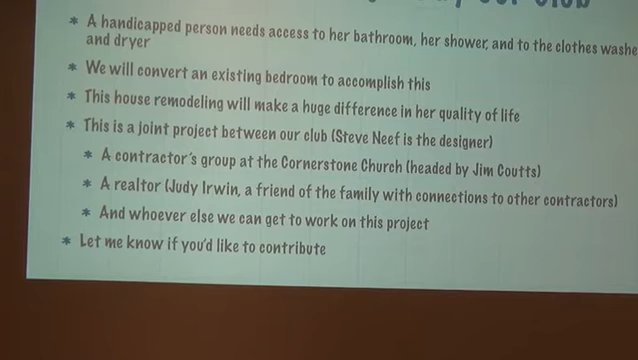 Club
* A handicapped person needs access to her bathroom, her shower, and to the clothes washe
and dryer
* We will convert an existing bedroom to accomplish this
* This house remodeling will make a huge difference in her quality of life
* This is a joint project between our club (Steve Neef is the designer)
* A contractor's group at the Cornerstone Church (headed by Jim Coutts)
* A realtor (Judy Irwin, a friend of the family with connections to other contractors)
* And whoever else we can get to work on this project
* Let me know if you'd like to contribute